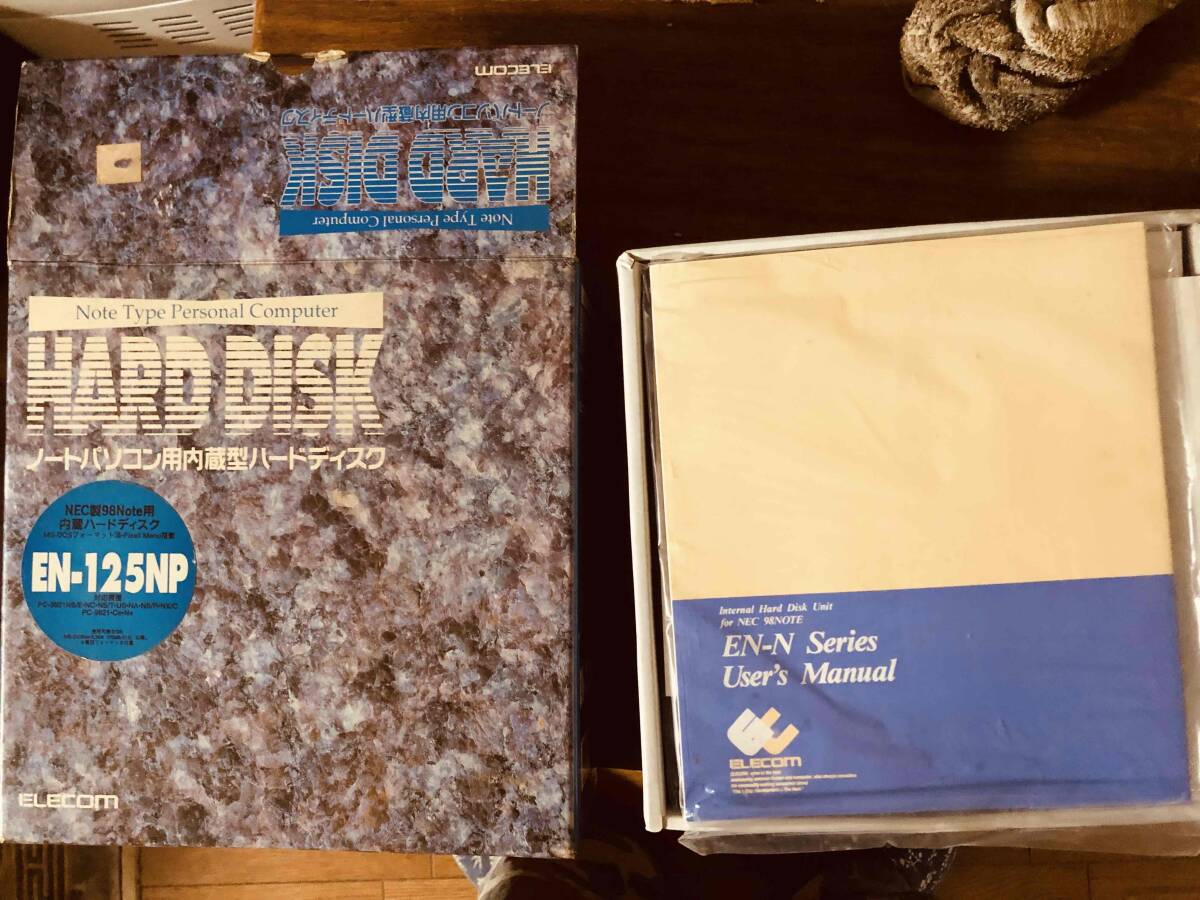 ELECOM
ノートパソコン用内蔵型ハードディスク
HARD DISK
Note Type Personal Computer
Note Type Personal Computer
HARD DISK
ノートパソコン用内蔵型ハードディスク
NEC製98Note用
内蔵ハードディスク
EN-125NP
対応機種
ELECOM
Internal Hard Disk Unit
for NEC 98NOTE
EN-N Series
User's Manual
ELECOM